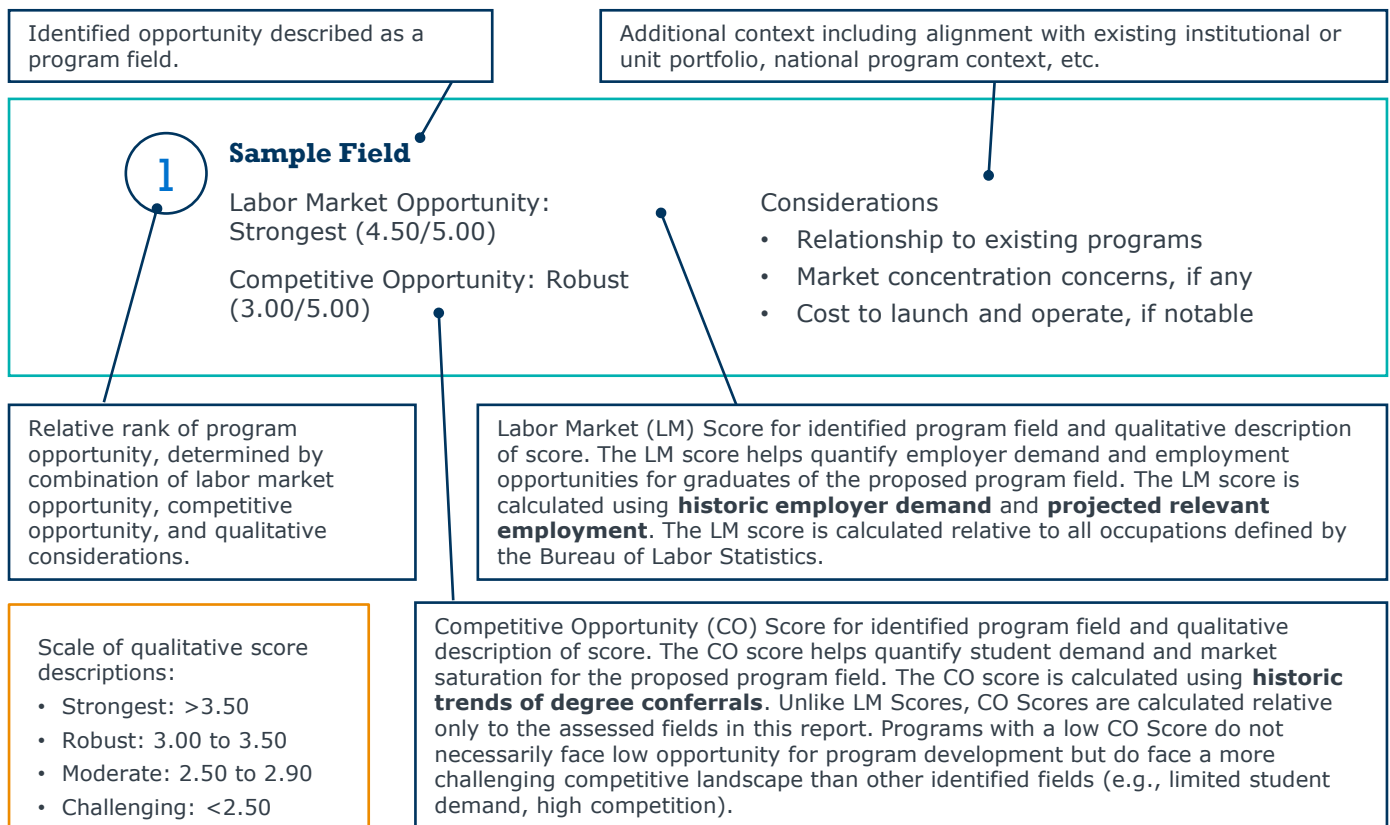 Identified opportunity described as a
program field.
Additional context including alignment with existing institutional or
unit portfolio, national program context, etc.
1
Sample Field
Labor Market Opportunity:
Strongest (4.50/5.00)
Competitive Opportunity: Robust
(3.00/5.00)
Considerations
• Relationship to existing programs
• Market concentration concerns, if any
• Cost to launch and operate, if notable
Relative rank of program
opportunity, determined by
combination of labor market
opportunity, competitive
opportunity, and qualitative
considerations.
Labor Market (LM) Score for identified program field and qualitative description
of score. The LM score helps quantify employer demand and employment
opportunities for graduates of the proposed program field. The LM score is
calculated using historic employer demand and projected relevant
employment. The LM score is calculated relative to all occupations defined by
the Bureau of Labor Statistics.
Scale of qualitative score
descriptions:
• Strongest: >3.50
• Robust: 3.00 to 3.50
• Moderate: 2.50 to 2.90
• Challenging: <2.50
Competitive Opportunity (CO) Score for identified program field and qualitative
description of score. The CO score helps quantify student demand and market
saturation for the proposed program field. The CO score is calculated using historic
trends of degree conferrals. Unlike LM Scores, CO Scores are calculated relative
only to the assessed fields in this report. Programs with a low CO Score do not
necessarily face low opportunity for program development but do face a more
challenging competitive landscape than other identified fields (e.g., limited student
demand, high competition).